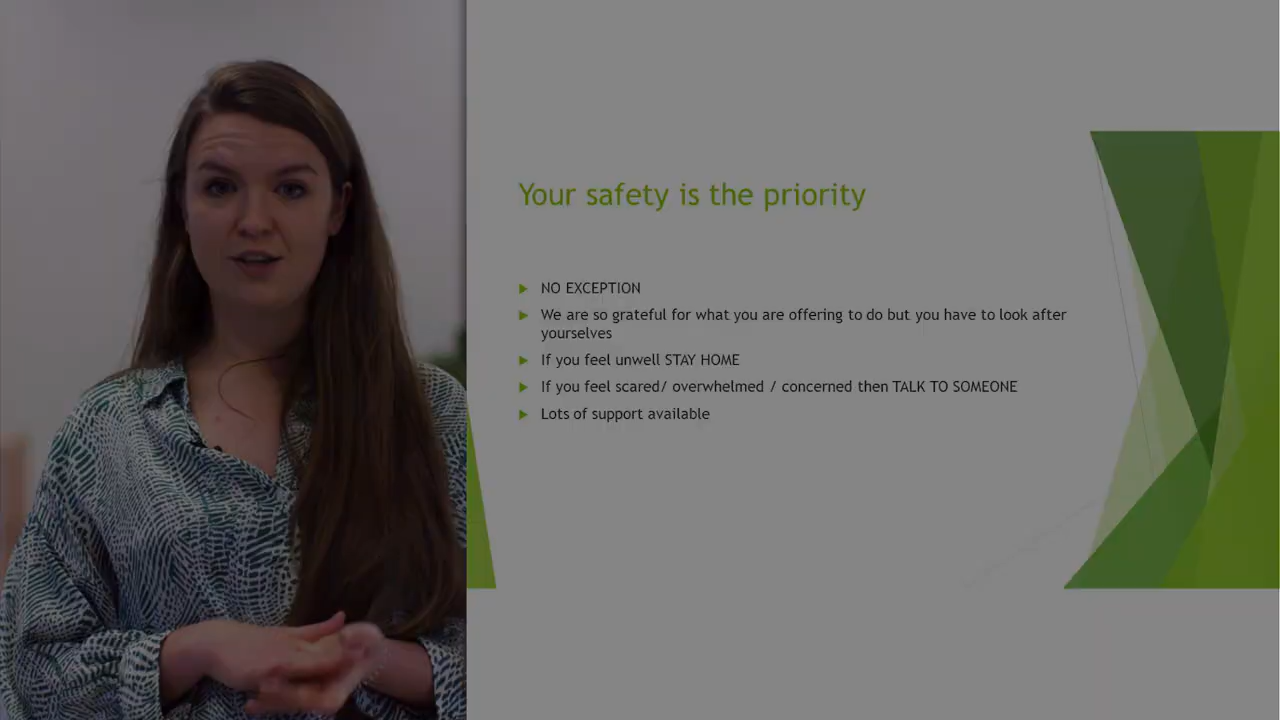 Your safety is the priority
NO EXCEPTION
We are so grateful for what you are offering to do but you have to look after
yourselves
If you feel unwell STAY HOME
If you feel scared/ overwhelmed / concerned then TALK TO SOMEONE
Lots of support available